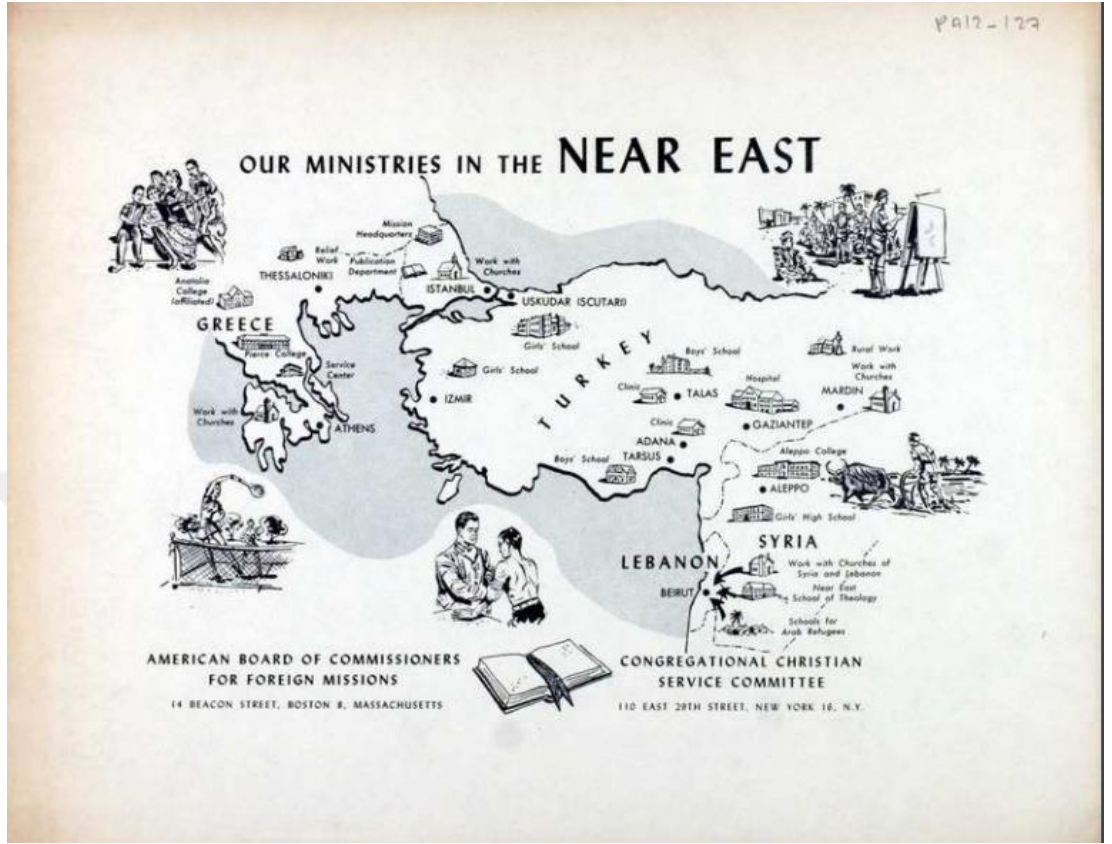 PA12-127
OUR MINISTRIES IN THE NEAR EAST
Mission
Headquarters
Relief
Work
Publication
Department
Work with
Churches
THESSALONIKI
ISTANBUL
USKUDAR (SCUTARI)
Anatolia
College
(affiliated)
GREECE
Pierce College
Service
Center
Work with
Churches
ATHENS
Girls' School
Girls' School
IZMIR
TURKEY
Boys' School
Clinic
TALAS
Hospital
Rural Work
Work with
Churches
MARDIN
GAZIANTEP
Clinic
ADANA
TARSUS
Boys' School
Aleppo College
ALEPPO
Girls' High School
SYRIA
LEBANON
BEIRUT
Work with Churches of
Syria and Lebanon
Near East
School of Theology
Schools for
Arab Refugees
AMERICAN BOARD OF COMMISSIONERS
FOR FOREIGN MISSIONS
14 BEACON STREET, BOSTON 8, MASSACHUSETTS
CONGREGATIONAL CHRISTIAN
SERVICE COMMITTEE
110 EAST 29TH STREET, NEW YORK 16, N.Y.